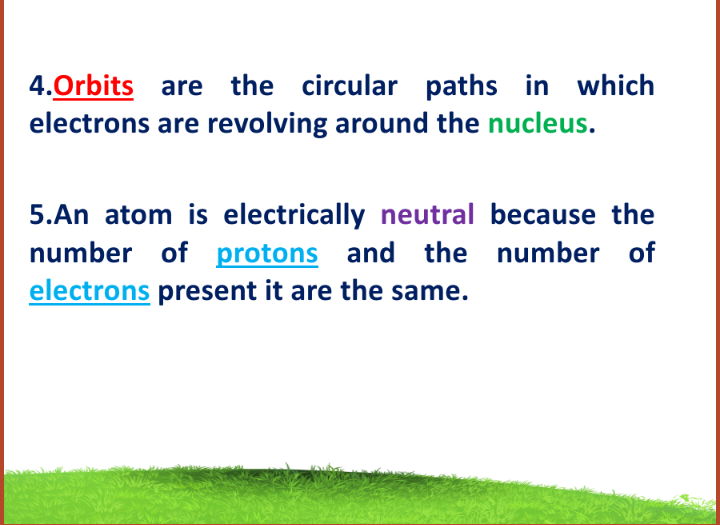 4.Orbits are the circular paths in which
electrons are revolving around the nucleus.
5.An atom is electrically neutral because the
number of protons and the number of
electrons present it are the same.